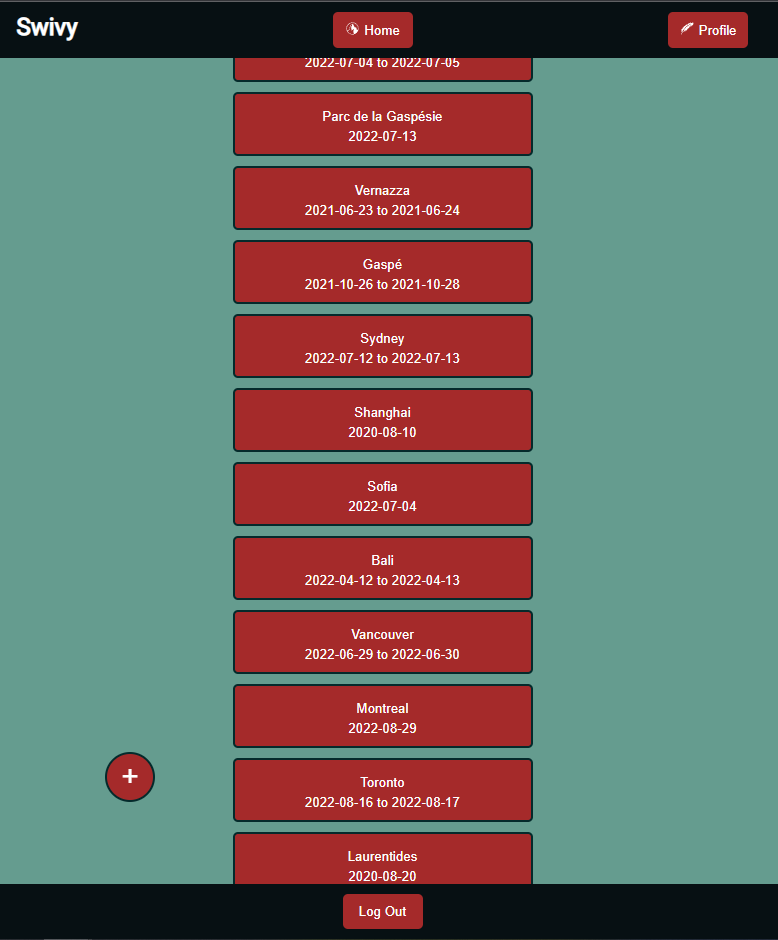 Swivy
Home
Profile
2022-07-04 to 2022-07-05
Parc de la Gaspésie
2022-07-13
Vernazza
2021-06-23 to 2021-06-24
Gaspé
2021-10-26 to 2021-10-28
Sydney
2022-07-12 to 2022-07-13
Shanghai
2020-08-10
Sofia
2022-07-04
Bali
2022-04-12 to 2022-04-13
Vancouver
2022-06-29 to 2022-06-30
Montreal
2022-08-29
Toronto
2022-08-16 to 2022-08-17
+
Laurentides
2020-08-20
Log Out